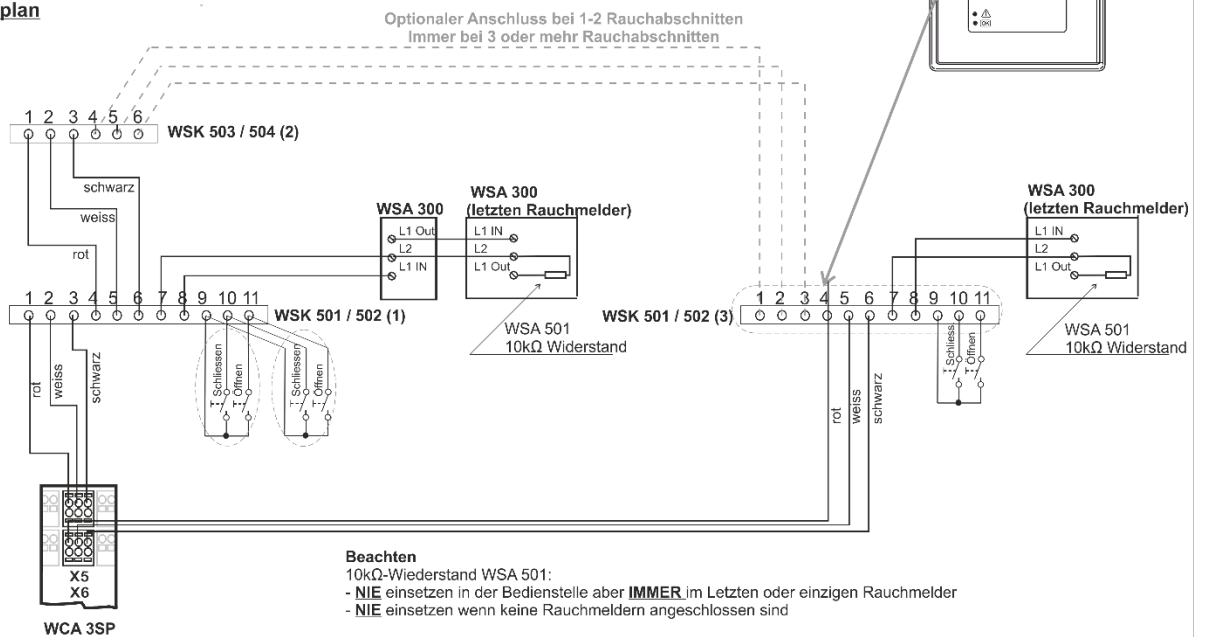 plan
Optionaler Anschluss bei 1-2 Rauchabschnitten
Immer bei 3 oder mehr Rauchabschnitten
[OK]
1 2 3 4 5 6
WSK 503 / 504 (2)
schwarz
weiss
rot
WSA 300
L1 Out
L2
L1 IN
WSA 300
(letzten Rauchmelder)
L1 IN
L2
L1 Out
WSA 501
10kΩ Widerstand
WSA 300
(letzten Rauchmelder)
L1 IN
L2
L1 Out
WSA 501
10kΩ Widerstand
1 2 3 4 5 6 7 8 9 10 11
WSK 501 / 502 (1)
WSK 501 / 502 (3)
1 2 3 4 5 6 7 8 9 10 11
rot
weiss
schwarz
Schliessen
Öffnen
Schliessen
Öffnen
rot
weiss
schwarz
Schliess
Öffnen
X5
X6
WCA 3SP
Beachten
10kΩ-Wiederstand WSA 501:
- NIE einsetzen in der Bedienstelle aber IMMER im Letzten oder einzigen Rauchmelder
- NIE einsetzen wenn keine Rauchmeldern angeschlossen sind